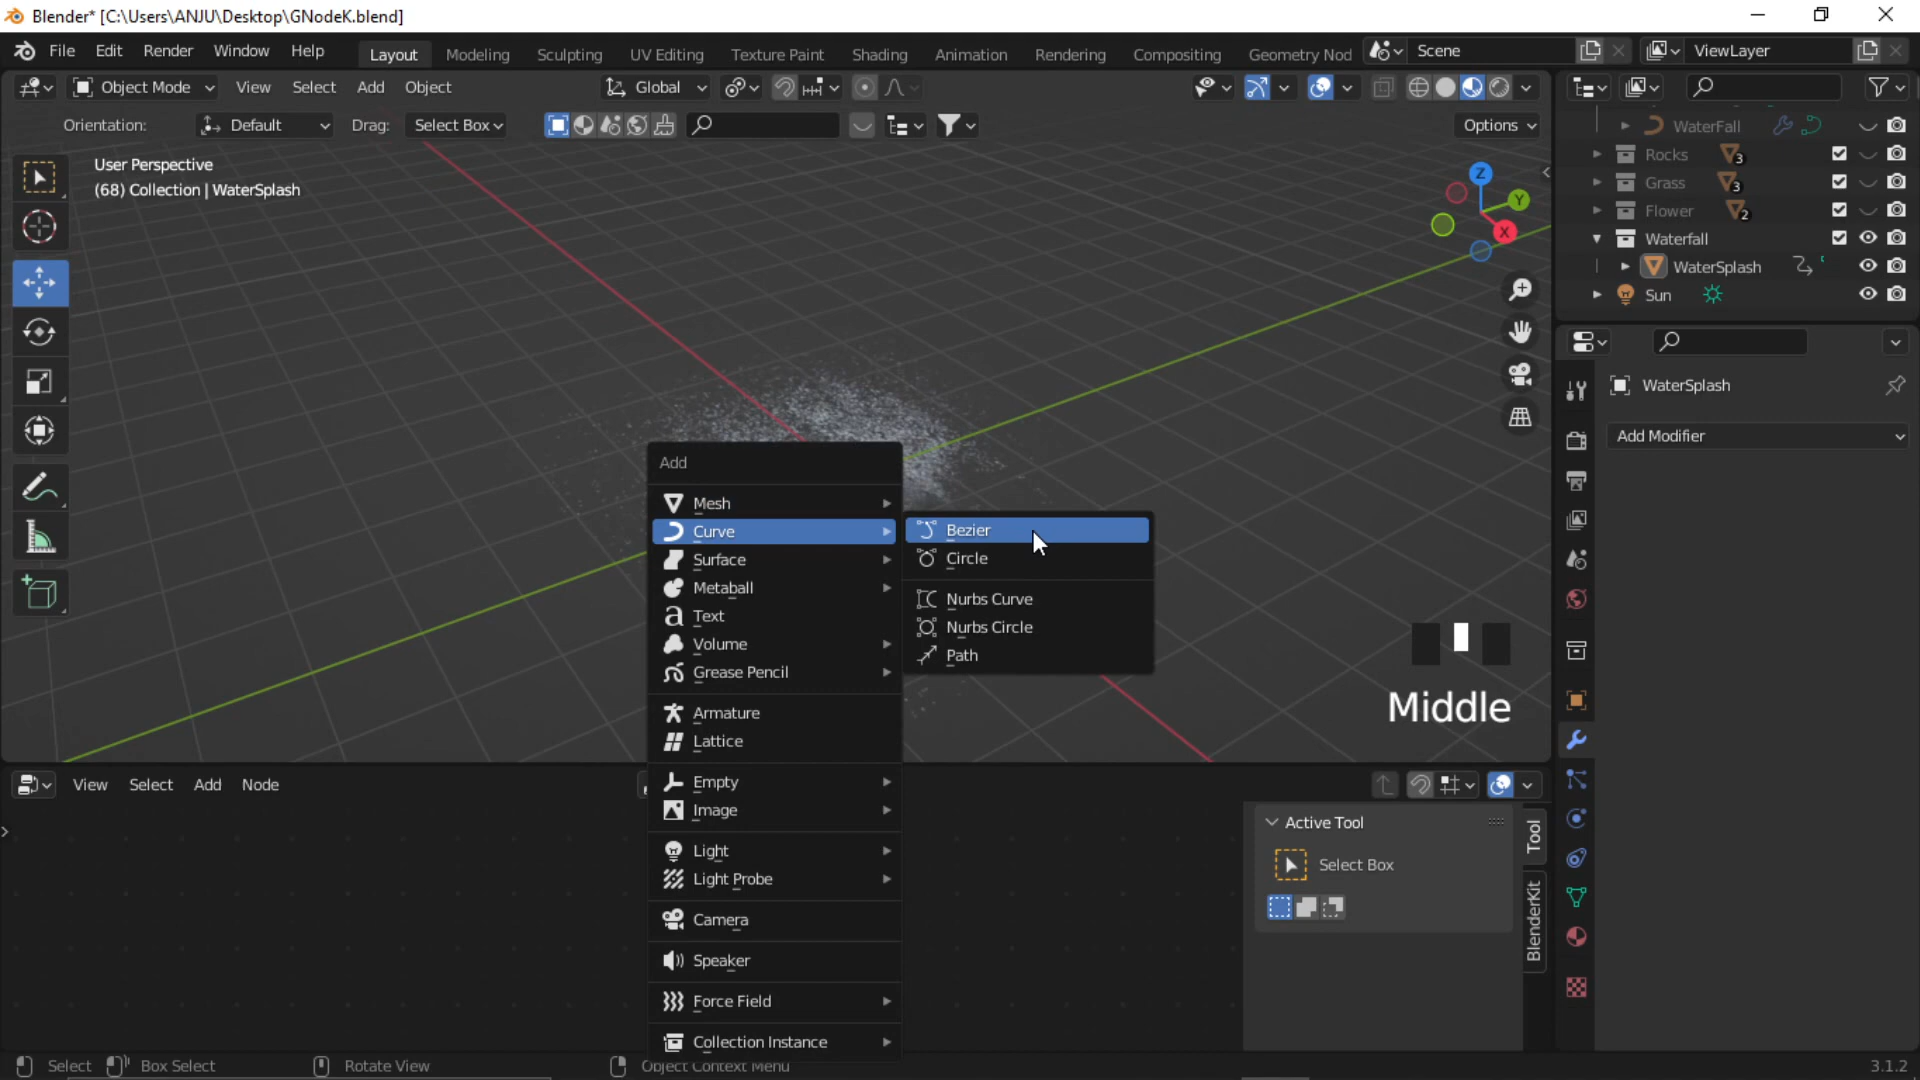 Blender* [C:\Users\ANJU\Desktop\GNodeK.blend]
File Edit Render Window Help Layout Modeling Sculpting UV Editing Texture Paint Shading Animation Rendering Compositing Geometry Nod Scene ViewLayer
Object Mode View Select Add Object Global
Orientation: Default Drag: Select Box Options
User Perspective
(68) Collection | WaterSplash
Z
Y
X
WaterFall
Rocks 3
Grass 3
Flower 2
Waterfall
WaterSplash
Sun
WaterSplash
Add Modifier
Add
Mesh
Curve
Surface
Metaball
Text
Volume
Grease Pencil
Armature
Lattice
Empty
Image
Light
Light Probe
Camera
Speaker
Force Field
Collection Instance
Bezier
Circle
Nurbs Curve
Nurbs Circle
Path
Middle
View Select Add Node
Active Tool
Select Box
Tool
BlenderKit
Select Box Select Rotate View Object Context Menu 3.1.2